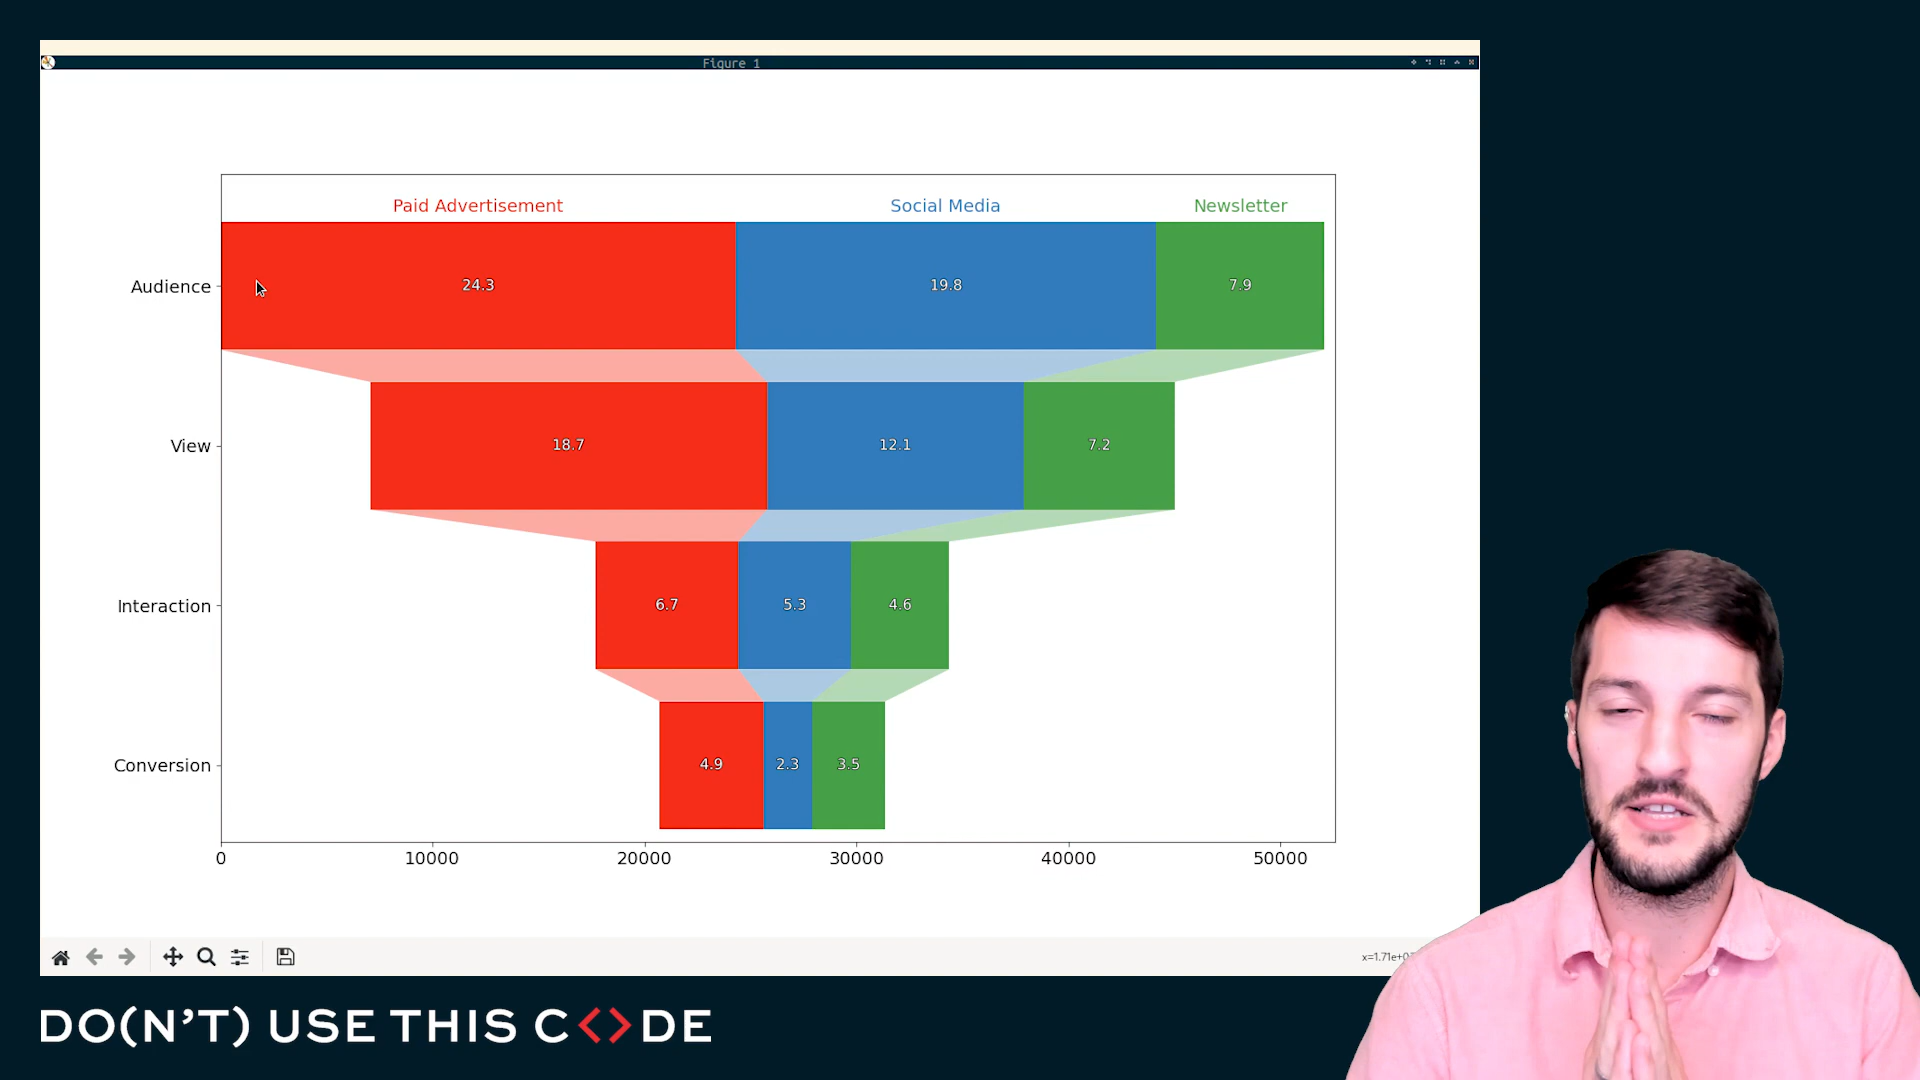 Figure 1
Paid Advertisement Social Media Newsletter
Audience 24.3 19.8 7.9
View 18.7 12.1 7.2
Interaction 6.7 5.3 4.6
Conversion 4.9 2.3 3.5
0 10000 20000 30000 40000 50000
DO(N'T) USE THIS C<>DE